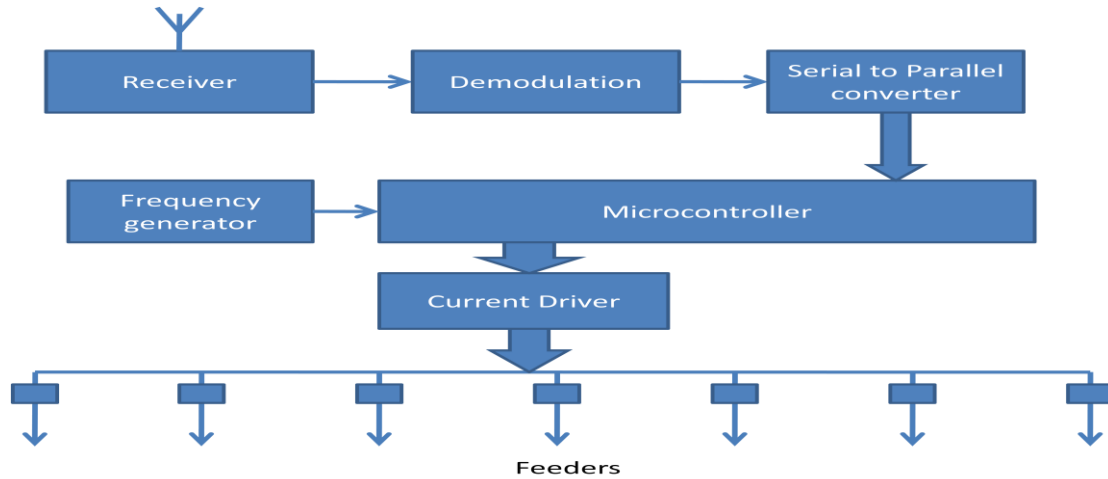 Receiver
Demodulation
Serial to Parallel
converter
Frequency
generator
Microcontroller
Current Driver
Feeders